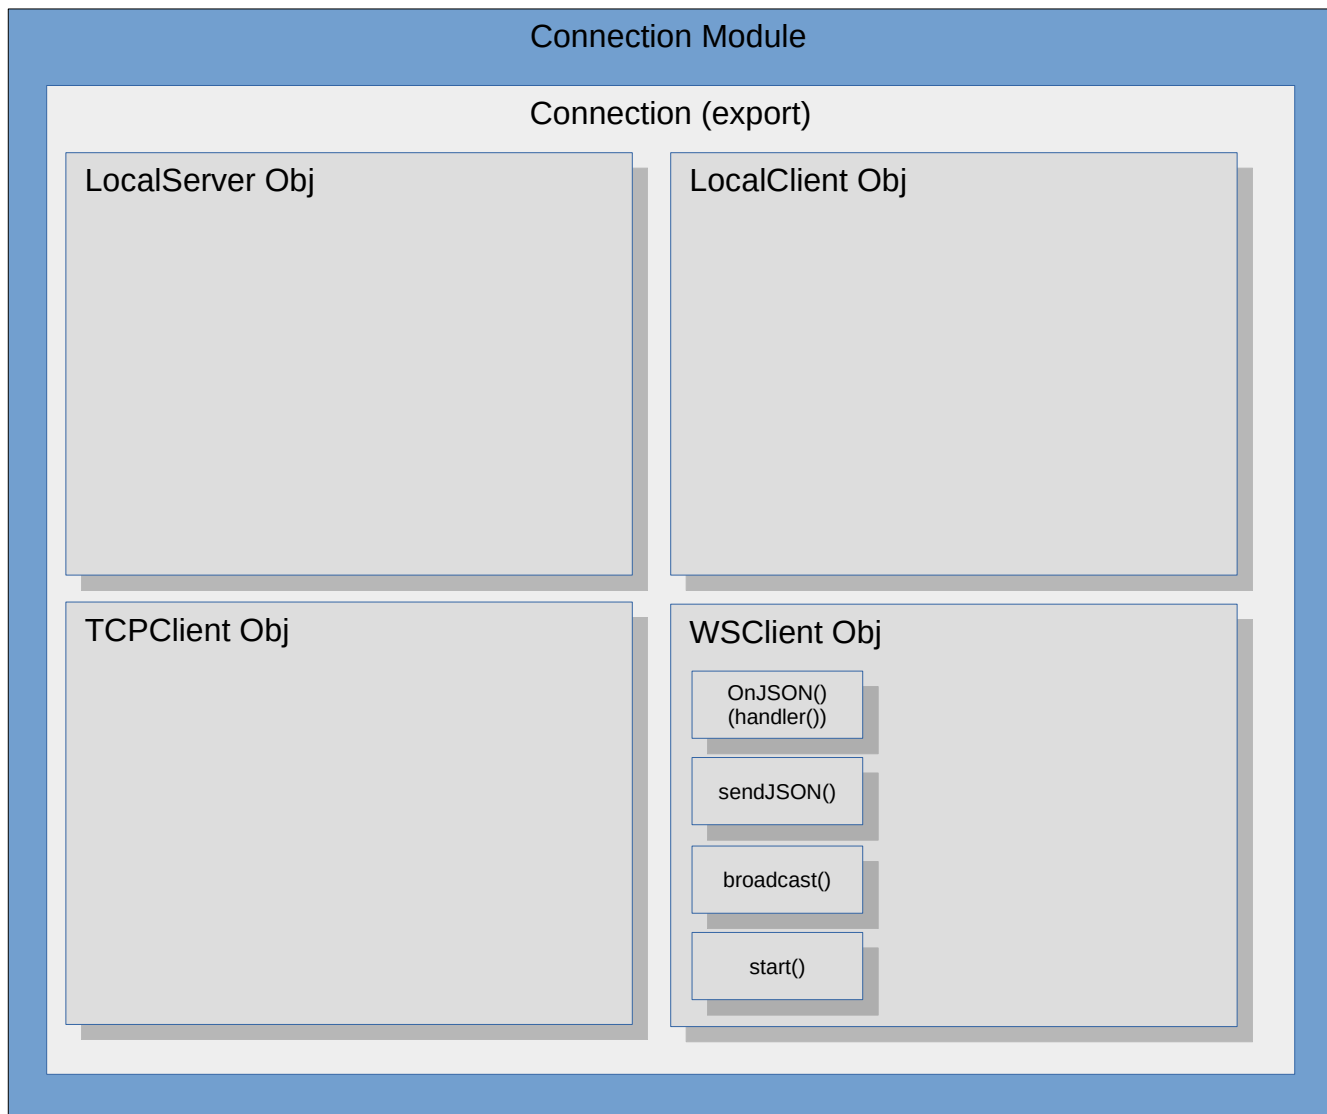 Connection Module
Connection (export)
LocalServer Obj
LocalClient Obj
TCPClient Obj
WSClient Obj
OnJSON()
(handler())
sendJSON()
broadcast()
start()